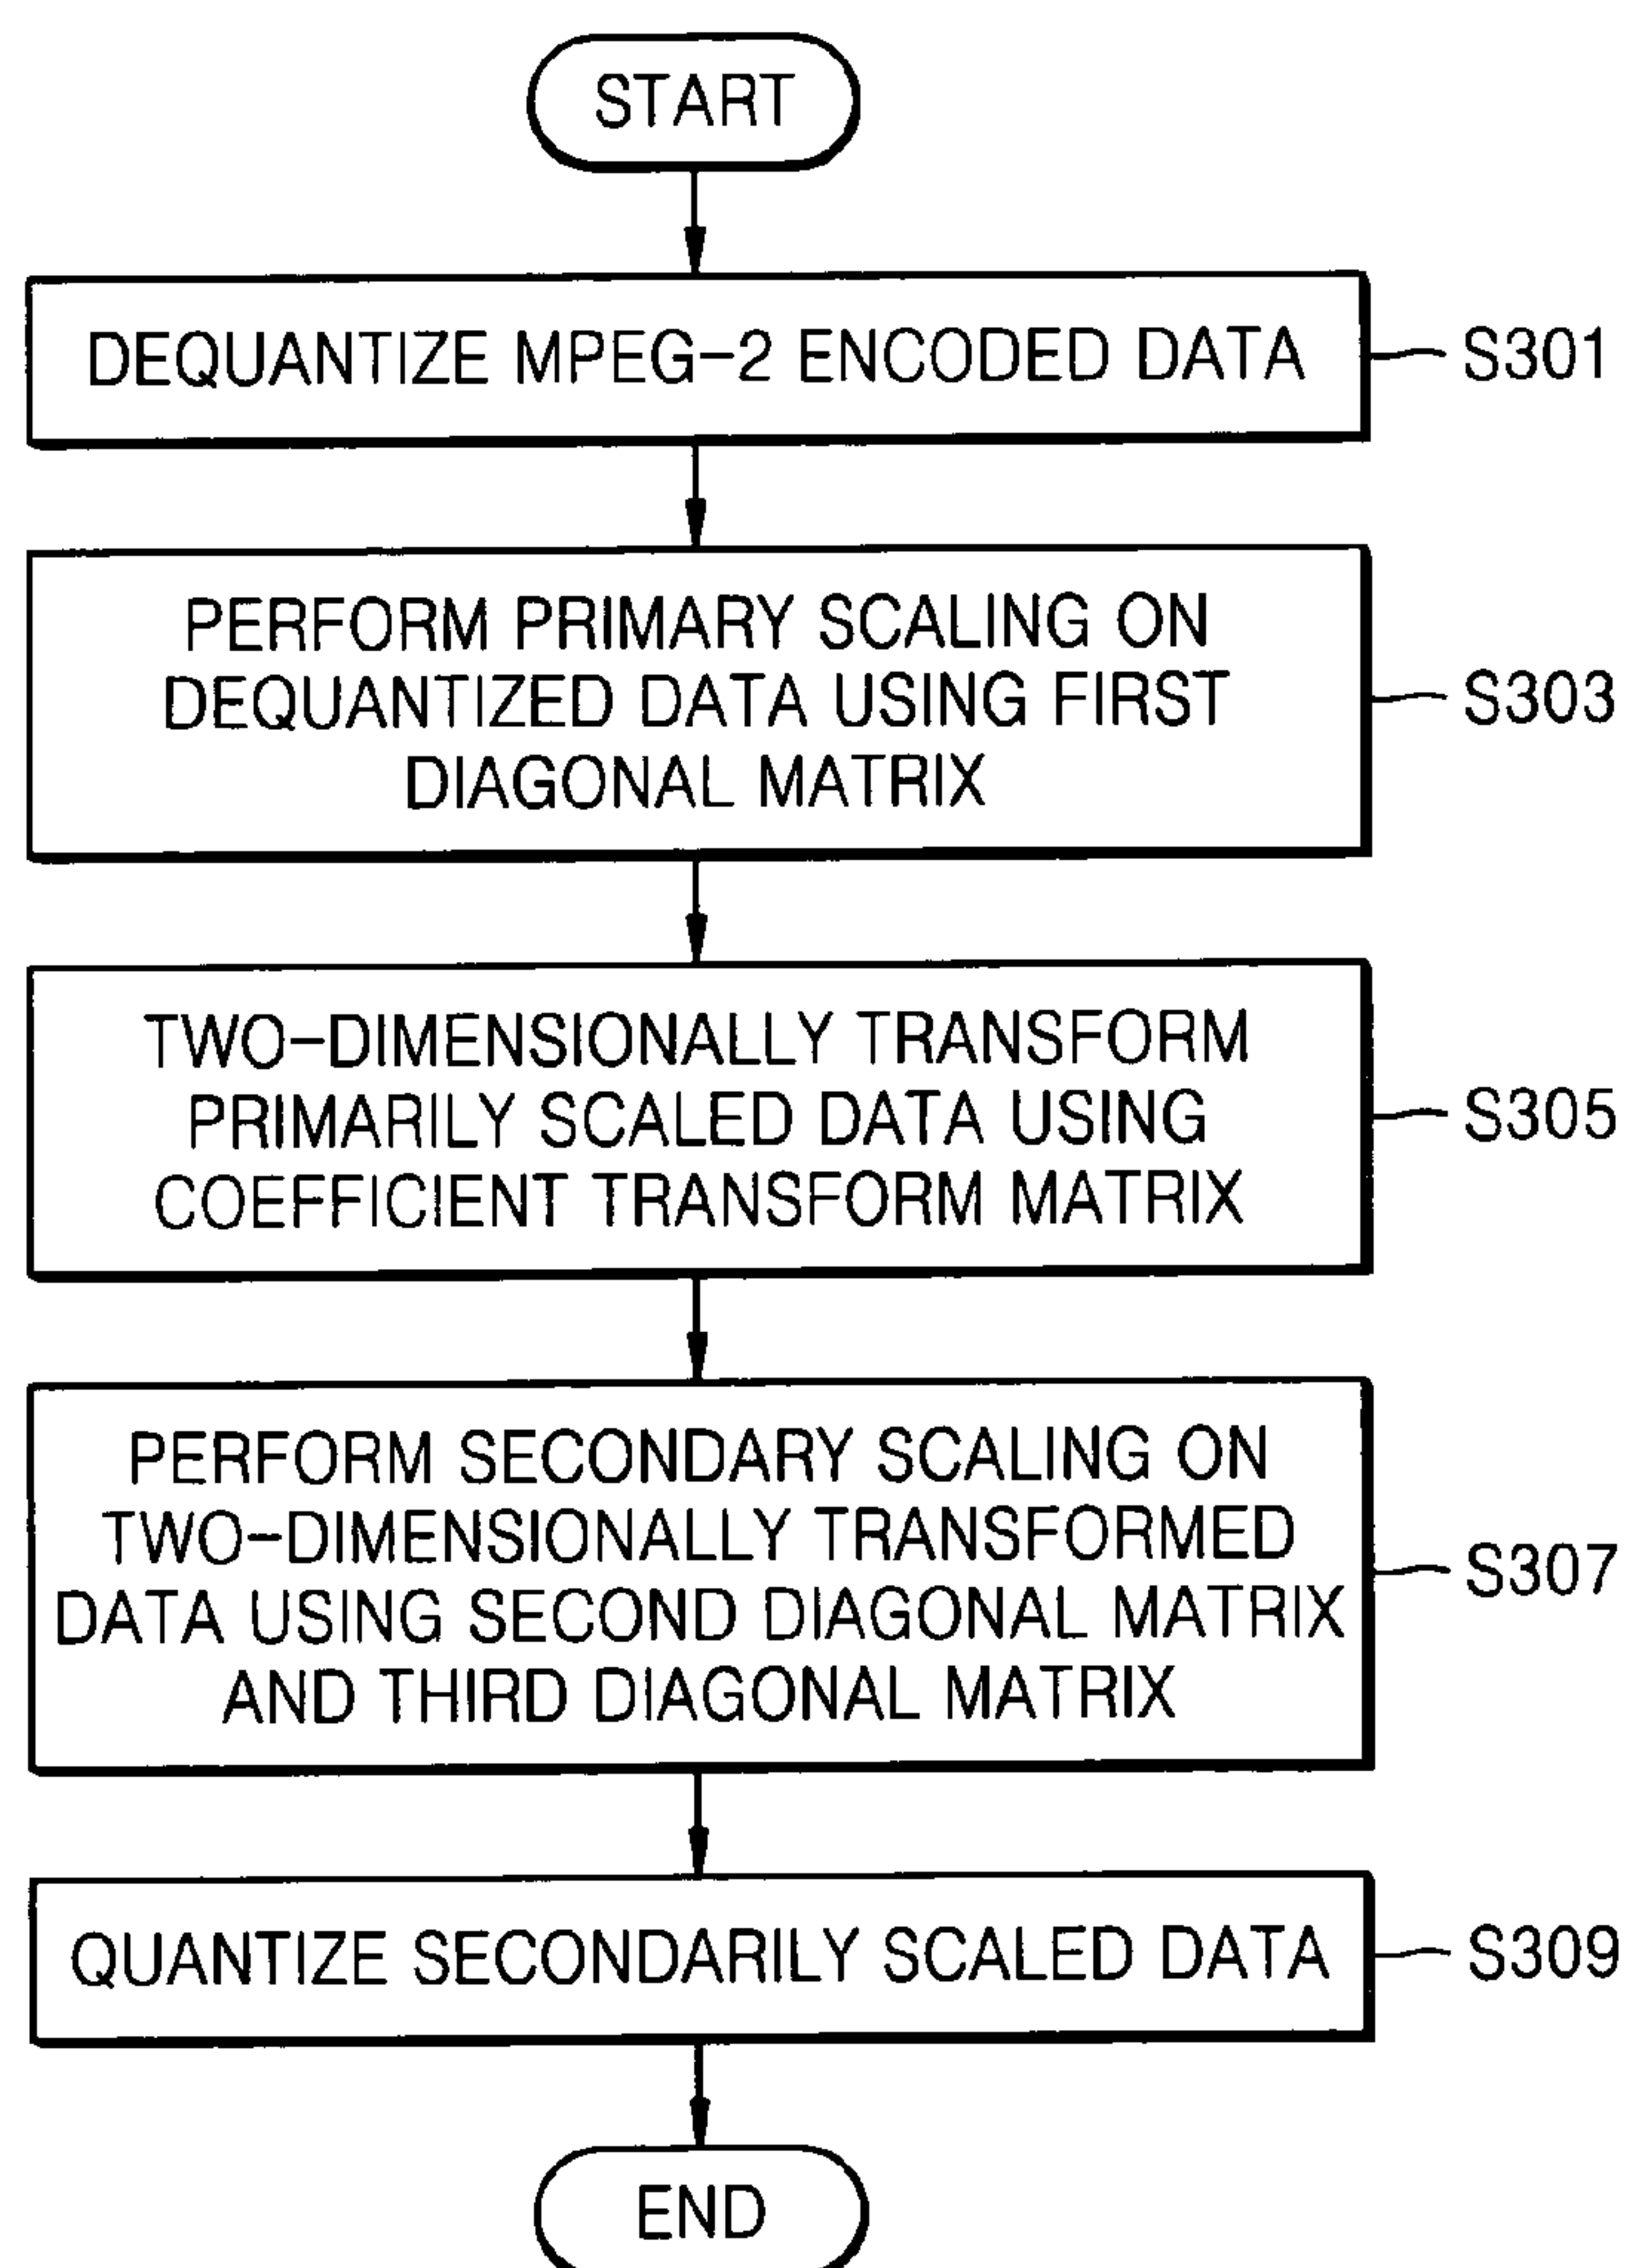 START
DEQUANTIZE MPEG-2 ENCODED DATA
S301
PERFORM PRIMARY SCALING ON
DEQUANTIZED DATA USING FIRST
DIAGONAL MATRIX
S303
TWO-DIMENSIONALLY TRANSFORM
PRIMARILY SCALED DATA USING
COEFFICIENT TRANSFORM MATRIX
S305
PERFORM SECONDARY SCALING ON
TWO-DIMENSIONALLY TRANSFORMED
DATA USING SECOND DIAGONAL MATRIX
AND THIRD DIAGONAL MATRIX
S307
QUANTIZE SECONDARILY SCALED DATA
S309
END